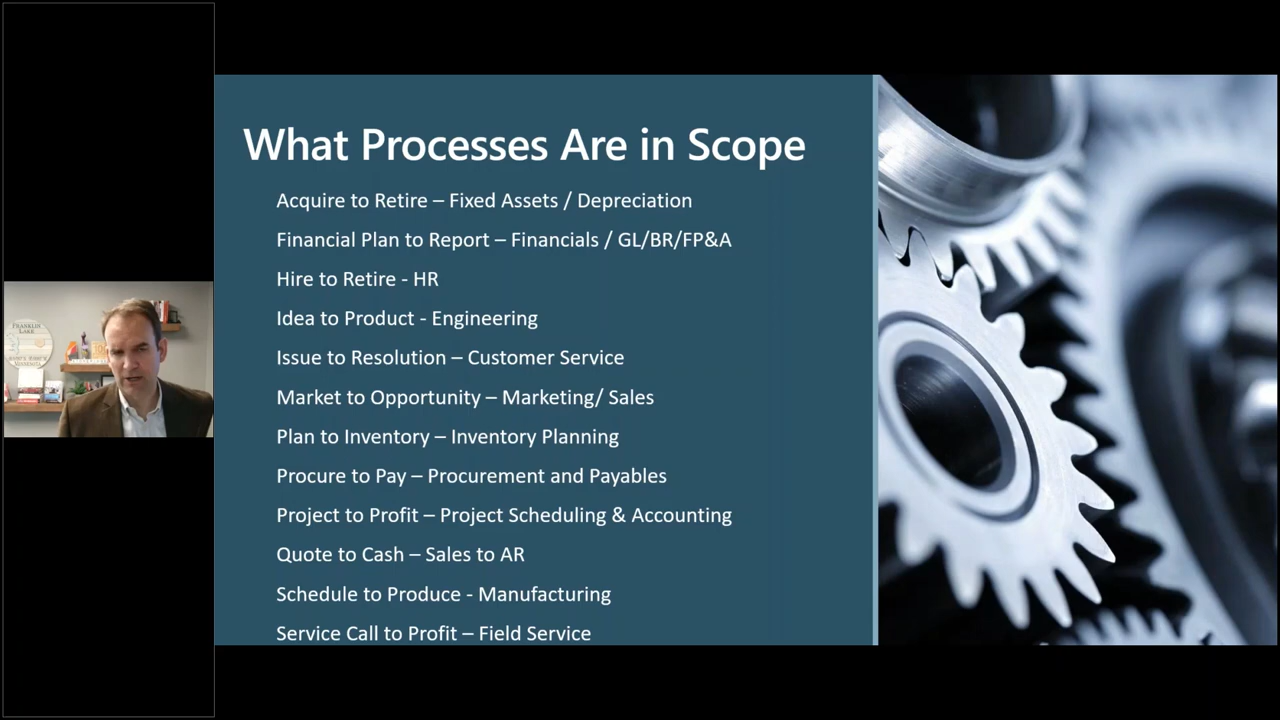 What Processes Are in Scope
Acquire to Retire – Fixed Assets / Depreciation
Financial Plan to Report – Financials / GL/BR/FP&A
Hire to Retire - HR
Idea to Product - Engineering
Issue to Resolution – Customer Service
Market to Opportunity – Marketing/ Sales
Plan to Inventory – Inventory Planning
Procure to Pay – Procurement and Payables
Project to Profit – Project Scheduling & Accounting
Quote to Cash – Sales to AR
Schedule to Produce - Manufacturing
Service Call to Profit – Field Service
FRANKLIN
LAKE
MINNESOTA